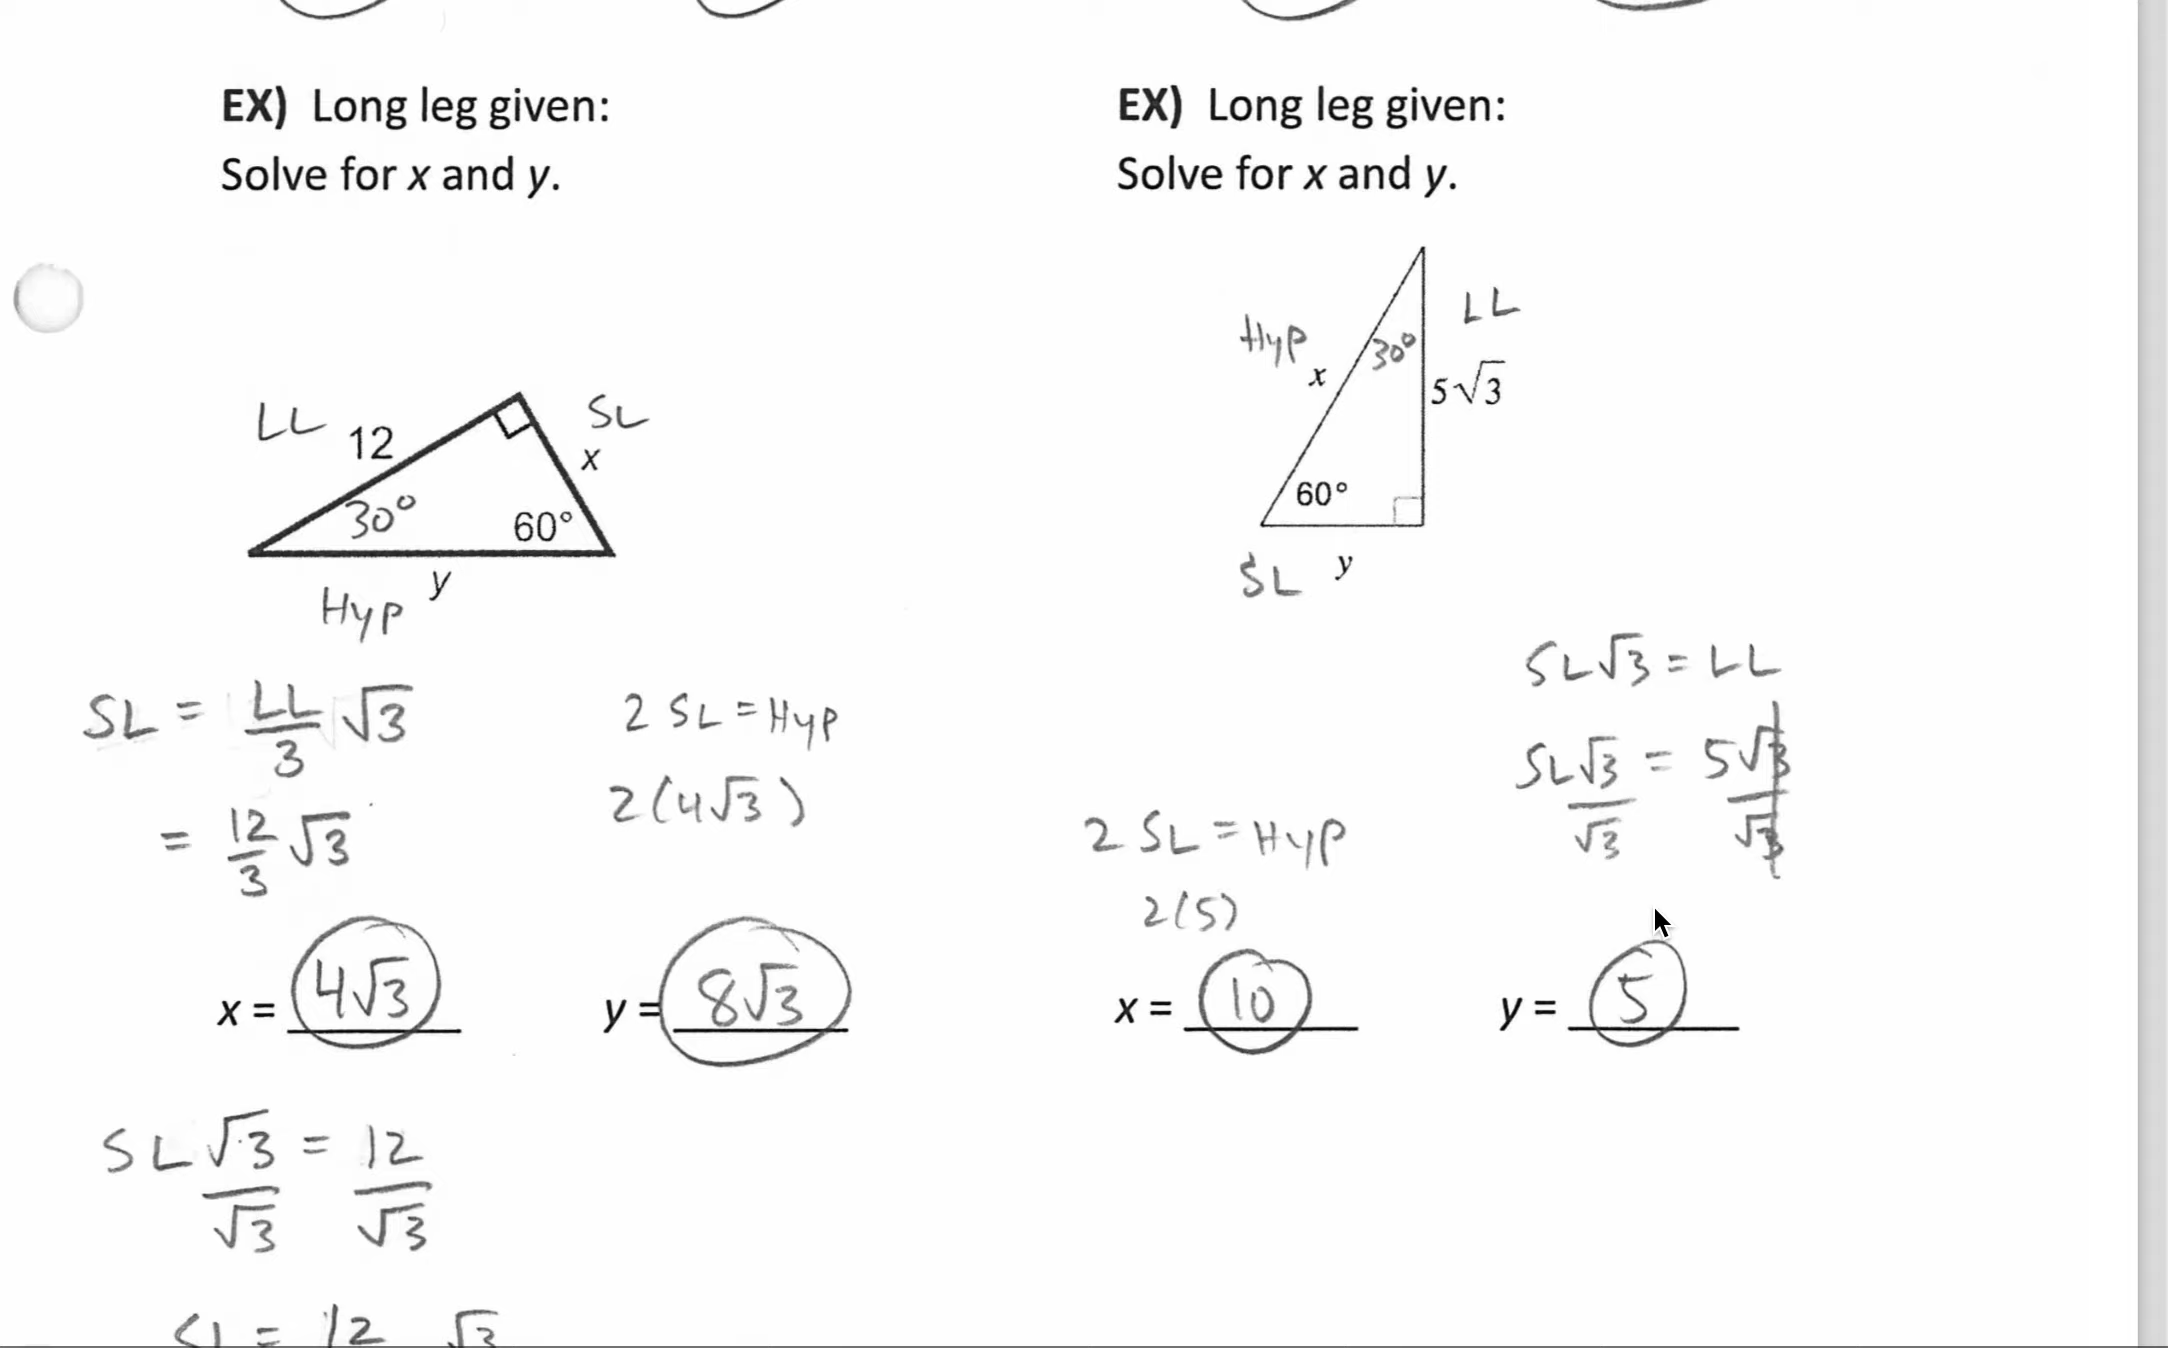 EX) Long leg given:
Solve for x and y.
LL
12
SL
x
30°
60°
y
Hyp
SL = LL/3 √3
= 12/3 √3
2 SL = Hyp
2(4√3)
x = 4√3
y = 8√3
SL√3/√3 = 12/√3
SL = 12 √3
EX) Long leg given:
Solve for x and y.
Hyp
x
30°
LL
5√3
60°
SL
y
SL√3 = LL
SL√3/√3 = 5√3/√3
2 SL = Hyp
2(5)
x = 10
y = 5